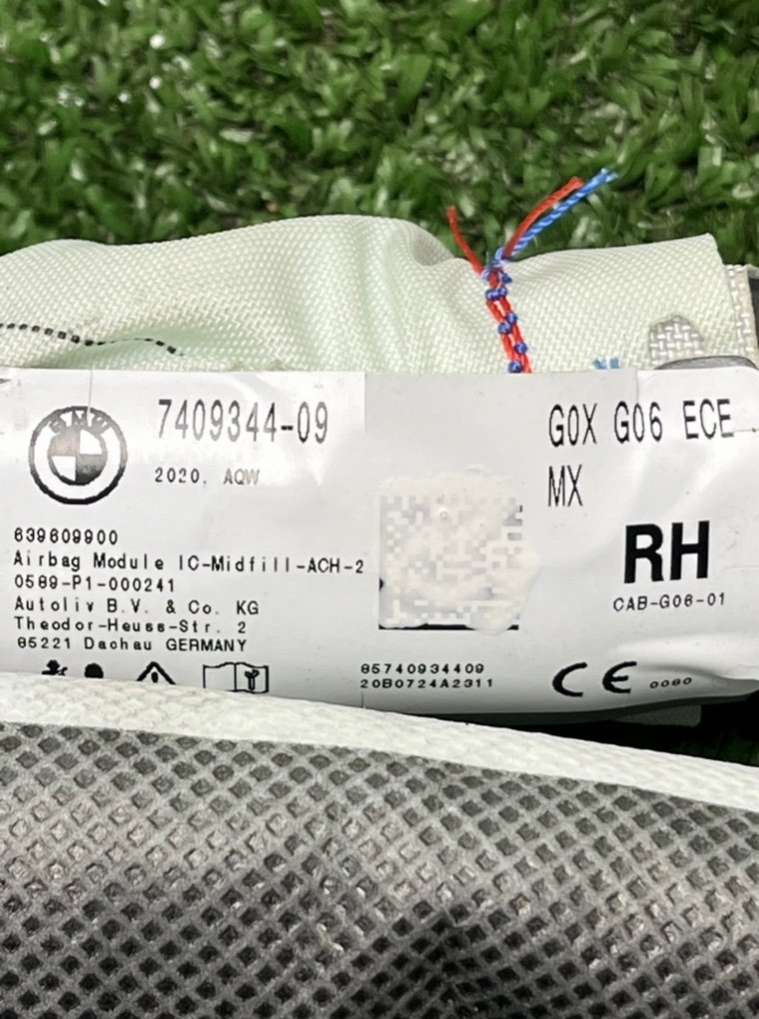 BMW
7409344-09
2020. AQW
G0X G06 ECE
MX
RH
CAB-G06-01
639609900
Airbag Module IC-Midfill-ACH-2
0589-P1-000241
Autoliv B.V. & Co. KG
Theodor-Heuss-Str. 2
85221 Dachau GERMANY
85740934409
20B0724A2311
CE 0080